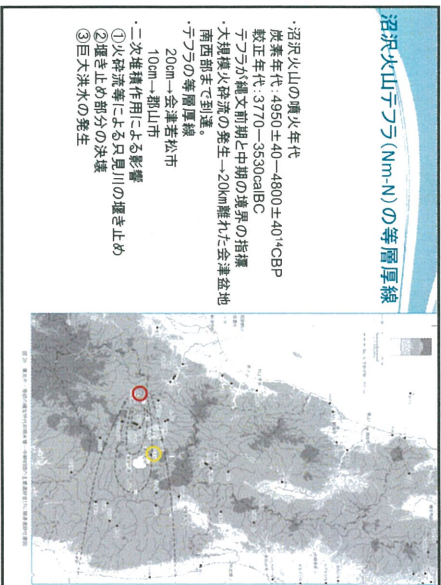 沼沢火山テフラ(Nm-N)の等層厚線
・沼沢火山の噴火年代
炭素年代:4950±40―4800±40¹⁴CBP
較正年代:3770―3530calBC
テフラが縄文前期と中期の境界の指標
・大規模火砕流の発生→20km離れた会津盆地
南西部まで到達。
・テフラの等層厚線
20cm→会津若松市
10cm→郡山市
・二次堆積作用による影響
①火砕流等による只見川の堰き止め
②堰き止め部分の決壊
③巨大洪水の発生